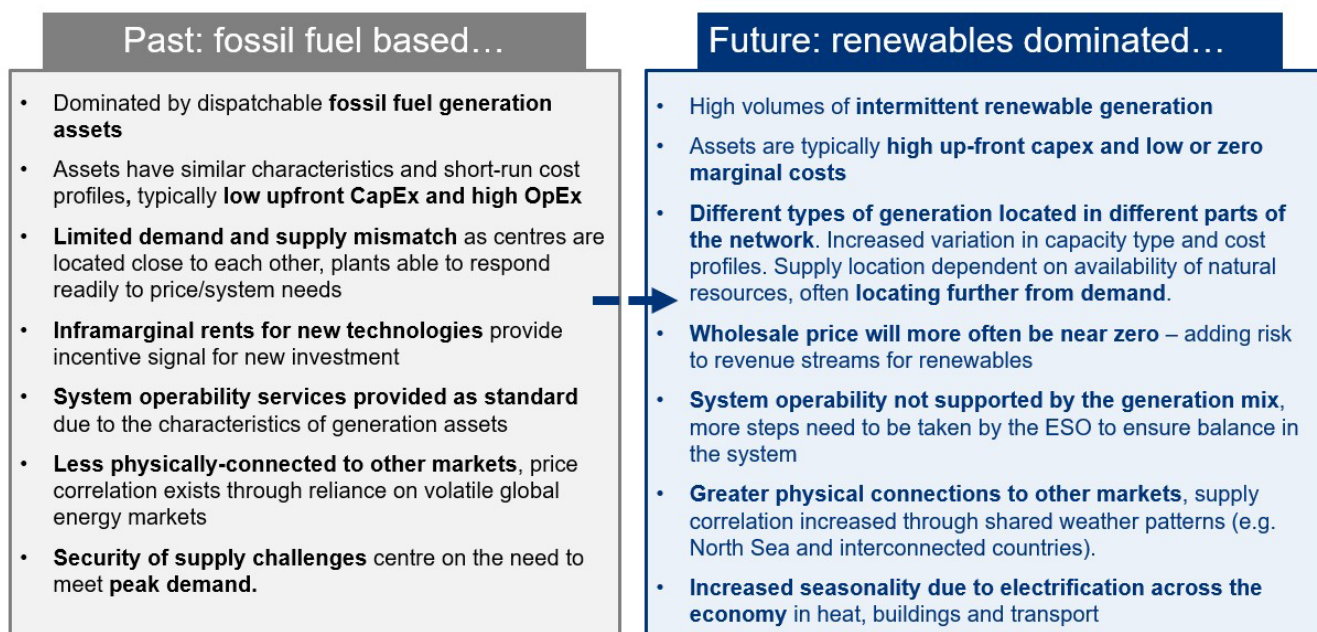 Past: fossil fuel based…
• Dominated by dispatchable fossil fuel generation
assets
• Assets have similar characteristics and short-run cost
profiles, typically low upfront CapEx and high OpEx
• Limited demand and supply mismatch as centres are
located close to each other, plants able to respond
readily to price/system needs
• Inframarginal rents for new technologies provide
incentive signal for new investment
• System operability services provided as standard
due to the characteristics of generation assets
• Less physically-connected to other markets, price
correlation exists through reliance on volatile global
energy markets
• Security of supply challenges centre on the need to
meet peak demand.
Future: renewables dominated…
• High volumes of intermittent renewable generation
• Assets are typically high up-front capex and low or zero
marginal costs
• Different types of generation located in different parts of
the network. Increased variation in capacity type and cost
profiles. Supply location dependent on availability of natural
resources, often locating further from demand.
• Wholesale price will more often be near zero – adding risk
to revenue streams for renewables
• System operability not supported by the generation mix,
more steps need to be taken by the ESO to ensure balance in
the system
• Greater physical connections to other markets, supply
correlation increased through shared weather patterns (e.g.
North Sea and interconnected countries).
• Increased seasonality due to electrification across the
economy in heat, buildings and transport